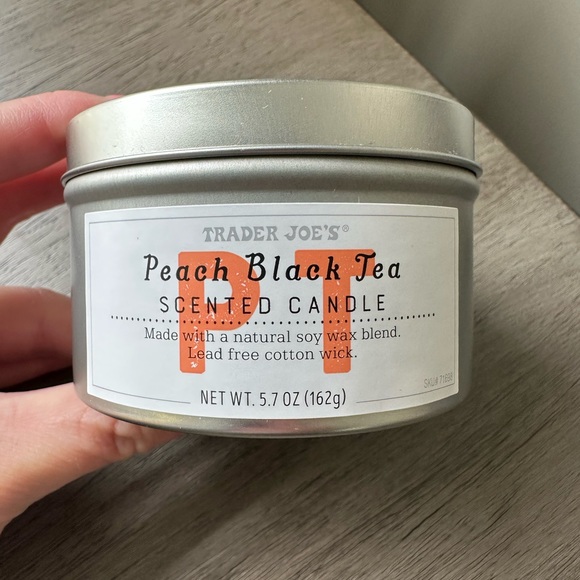 TRADER JOE'S®
Peach Black Tea
SCENTED CANDLE
PT
Made with a natural soy wax blend.
Lead free cotton wick.
NET WT. 5.7 OZ (162g)
SKU#